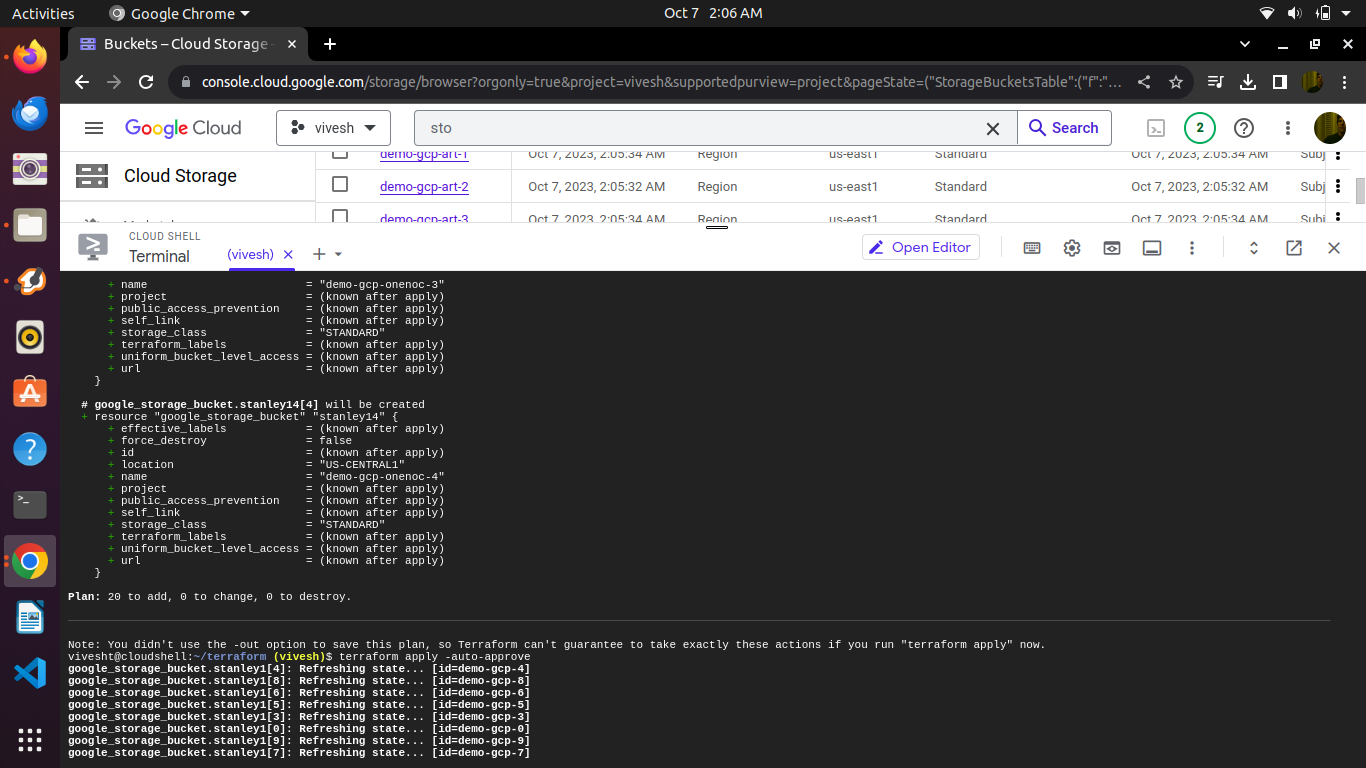 Activities
Google Chrome
Oct 7 2:06 AM
Buckets – Cloud Storage -
console.cloud.google.com/storage/browser?orgonly=true&project=vivesh&supportedpurview=project&pageState=("StorageBucketsTable":("f":"...
Google Cloud
vivesh
sto
Search
2
Cloud Storage
demo-gcp-art-1 Oct 7, 2023, 2:05:34 AM Region us-east1 Standard Oct 7, 2023, 2:05:34 AM Subj
demo-gcp-art-2 Oct 7, 2023, 2:05:32 AM Region us-east1 Standard Oct 7, 2023, 2:05:32 AM Subj
demo-gcp-art-3 Oct 7, 2023, 2:05:34 AM Region us-east1 Standard Oct 7, 2023, 2:05:34 AM Subj
CLOUD SHELL
Terminal
(vivesh)
Open Editor
+ name = "demo-gcp-onenoc-3"
+ project = (known after apply)
+ public_access_prevention = (known after apply)
+ self_link = (known after apply)
+ storage_class = "STANDARD"
+ terraform_labels = (known after apply)
+ uniform_bucket_level_access = (known after apply)
+ url = (known after apply)
}
# google_storage_bucket.stanley14[4] will be created
+ resource "google_storage_bucket" "stanley14" {
+ effective_labels = (known after apply)
+ force_destroy = false
+ id = (known after apply)
+ location = "US-CENTRAL1"
+ name = "demo-gcp-onenoc-4"
+ project = (known after apply)
+ public_access_prevention = (known after apply)
+ self_link = (known after apply)
+ storage_class = "STANDARD"
+ terraform_labels = (known after apply)
+ uniform_bucket_level_access = (known after apply)
+ url = (known after apply)
}
Plan: 20 to add, 0 to change, 0 to destroy.
Note: You didn't use the -out option to save this plan, so Terraform can't guarantee to take exactly these actions if you run "terraform apply" now.
vivesht@cloudshell:~/terraform (vivesh)$ terraform apply -auto-approve
google_storage_bucket.stanley1[4]: Refreshing state... [id=demo-gcp-4]
google_storage_bucket.stanley1[8]: Refreshing state... [id=demo-gcp-8]
google_storage_bucket.stanley1[6]: Refreshing state... [id=demo-gcp-6]
google_storage_bucket.stanley1[5]: Refreshing state... [id=demo-gcp-5]
google_storage_bucket.stanley1[3]: Refreshing state... [id=demo-gcp-3]
google_storage_bucket.stanley1[0]: Refreshing state... [id=demo-gcp-0]
google_storage_bucket.stanley1[9]: Refreshing state... [id=demo-gcp-9]
google_storage_bucket.stanley1[7]: Refreshing state... [id=demo-gcp-7]